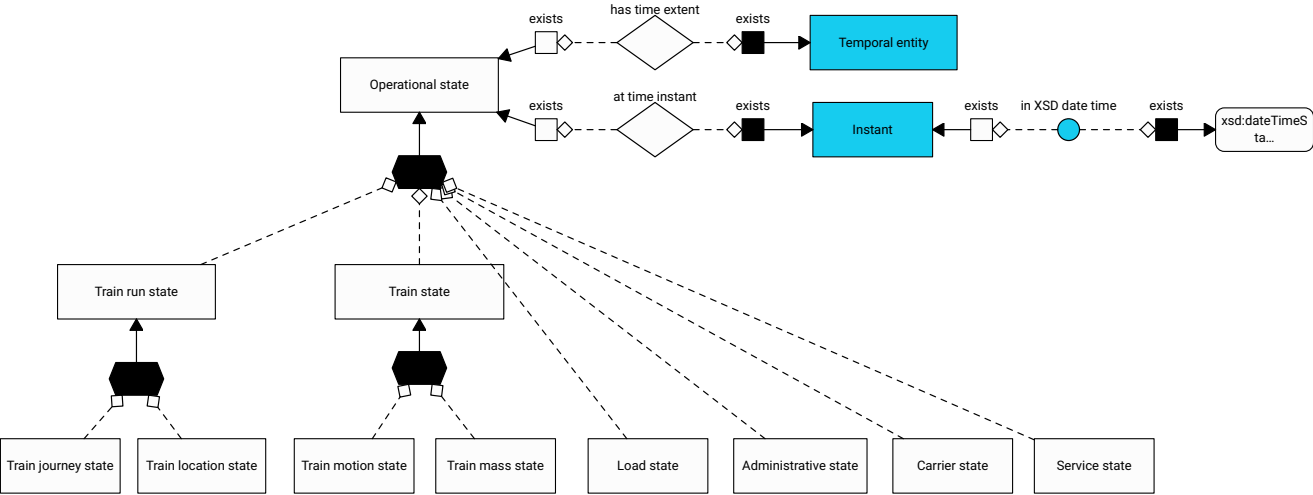 has time extent
exists
exists
Temporal entity
Operational state
exists
at time instant
exists
exists
in XSD date time
exists
Instant
xsd:dateTimeS
ta...
Train run state
Train state
Train journey state
Train location state
Train motion state
Train mass state
Load state
Administrative state
Carrier state
Service state